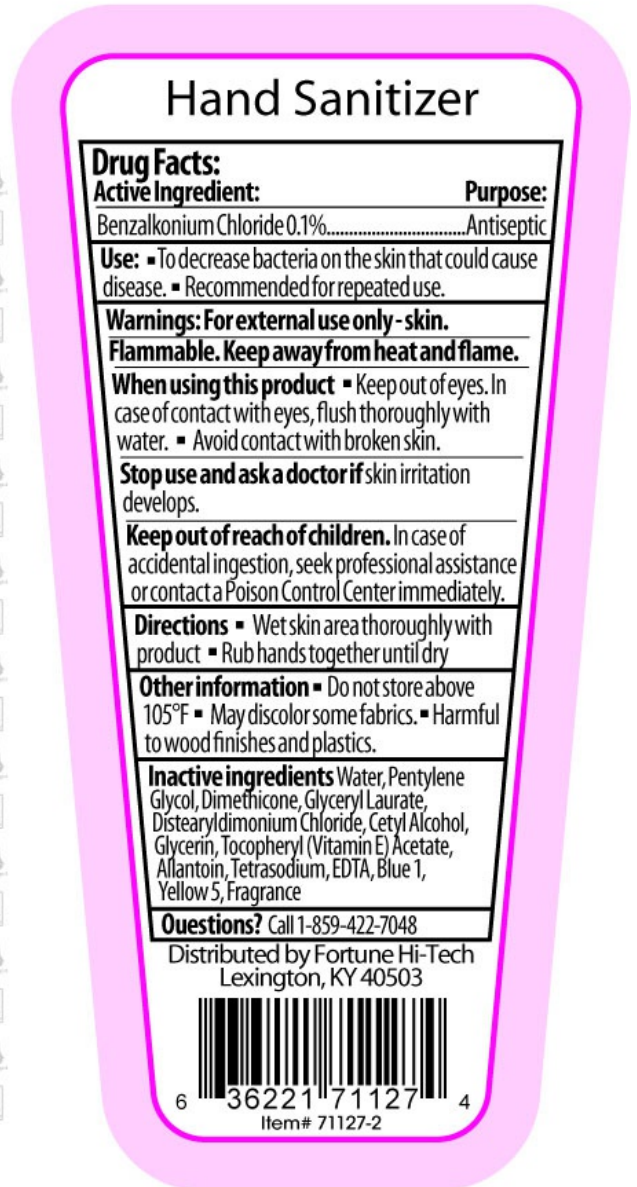 Hand Sanitizer
Drug Facts:
Active Ingredient: Purpose:
Benzalkonium Chloride 0.1%................................Antiseptic
Use: ▪ To decrease bacteria on the skin that could cause
disease. ▪ Recommended for repeated use.
Warnings: For external use only - skin.
Flammable. Keep away from heat and flame.
When using this product ▪ Keep out of eyes. In
case of contact with eyes, flush thoroughly with
water. ▪ Avoid contact with broken skin.
Stop use and ask a doctor if skin irritation
develops.
Keep out of reach of children. In case of
accidental ingestion, seek professional assistance
or contact a Poison Control Center immediately.
Directions ▪ Wet skin area thoroughly with
product ▪ Rub hands together until dry
Other information ▪ Do not store above
105°F ▪ May discolor some fabrics. ▪ Harmful
to wood finishes and plastics.
Inactive ingredients Water, Pentylene
Glycol, Dimethicone, Glyceryl Laurate,
Distearyldimonium Chloride, Cetyl Alcohol,
Glycerin, Tocopheryl (Vitamin E) Acetate,
Allantoin, Tetrasodium, EDTA, Blue 1,
Yellow 5, Fragrance
Questions? Call 1-859-422-7048
Distributed by Fortune Hi-Tech
Lexington, KY 40503
6 36221 71127 4
Item# 71127-2